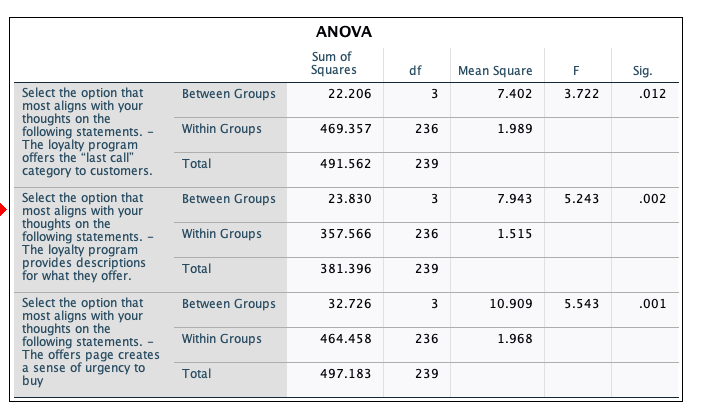 ANOVA
Sum of Squares df Mean Square F Sig.
Select the option that most aligns with your thoughts on the following statements. – The loyalty program offers the “last call” category to customers.
Between Groups 22.206 3 7.402 3.722 .012
Within Groups 469.357 236 1.989
Total 491.562 239
Select the option that most aligns with your thoughts on the following statements. – The loyalty program provides descriptions for what they offer.
Between Groups 23.830 3 7.943 5.243 .002
Within Groups 357.566 236 1.515
Total 381.396 239
Select the option that most aligns with your thoughts on the following statements. – The offers page creates a sense of urgency to buy
Between Groups 32.726 3 10.909 5.543 .001
Within Groups 464.458 236 1.968
Total 497.183 239